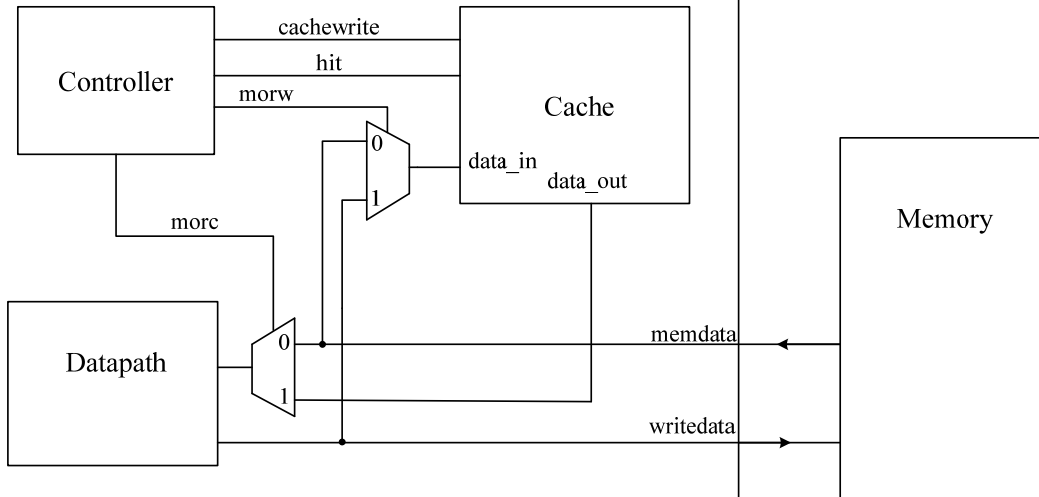 cachewrite
Controller
hit
morw
Cache
0
data_in
data_out
1
morc
Memory
memdata
0
Datapath
1
writedata